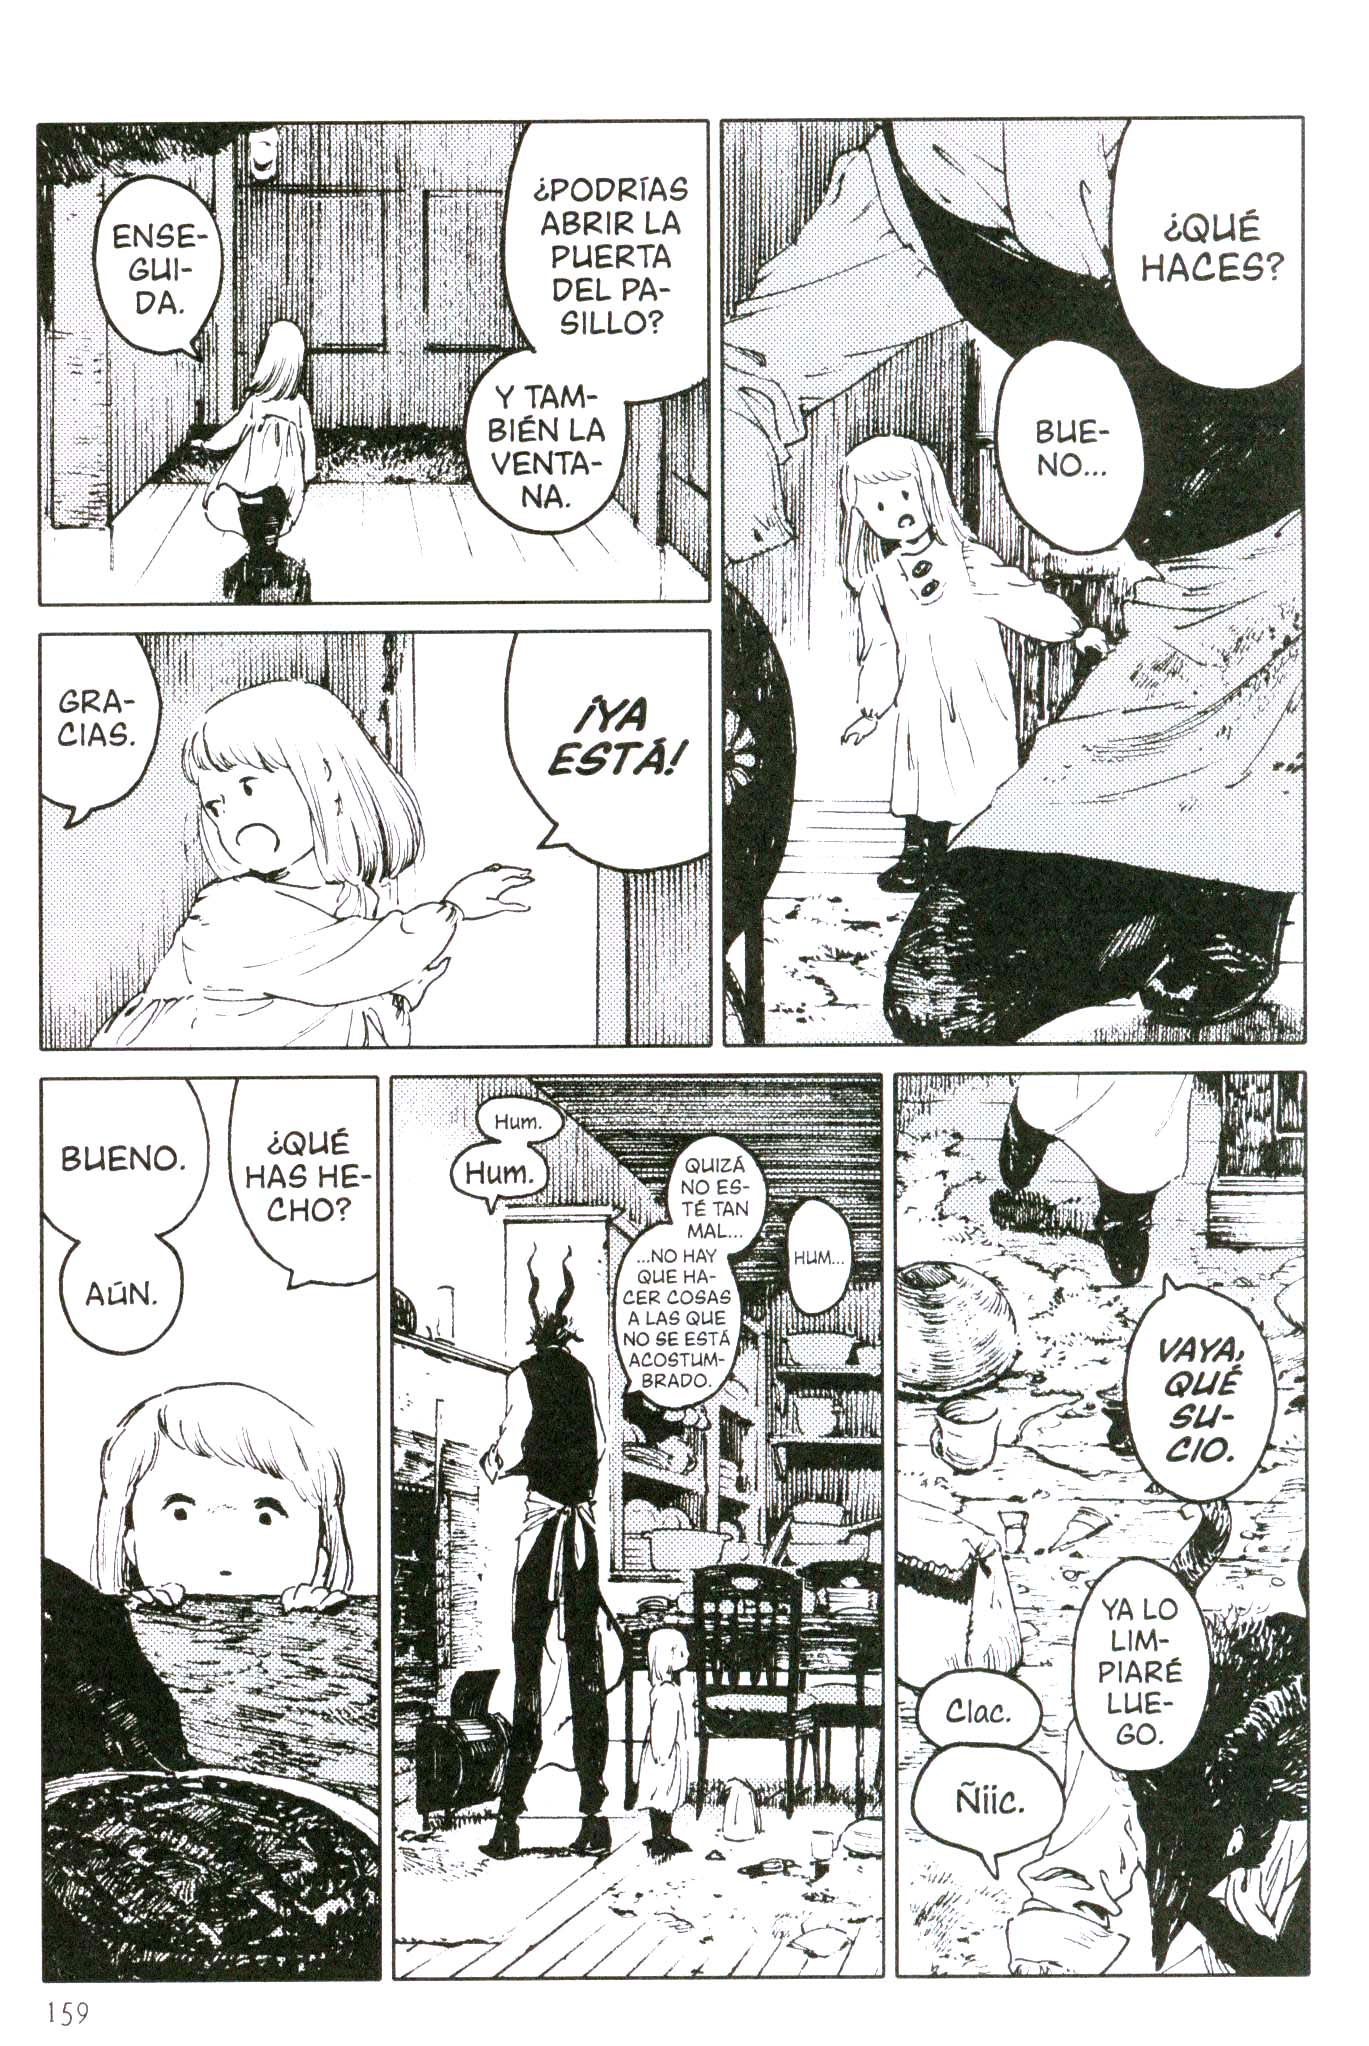 ¿QUÉ
HACES?
BUE-
NO...
¿PODRÍAS
ABRIR LA
PUERTA
DEL PA-
SILLO?
Y TAM-
BIÉN LA
VENTA-
NA.
ENSE-
GUI-
DA.
¡YA
ESTÁ!
GRA-
CIAS.
VAYA,
QUÉ
SU-
CIO.
YA LO
LIM-
PIARÉ
LUE-
GO.
Clac.
Ñiic.
HUM...
QUIZÁ
NO ES-
TÉ TAN
MAL...
...NO HAY
QUE HA-
CER COSAS
A LAS QUE
NO SE ESTÁ
ACOSTUM-
BRADO.
Hum.
Hum.
¿QUÉ
HAS HE-
CHO?
BUENO.
AÚN.
159